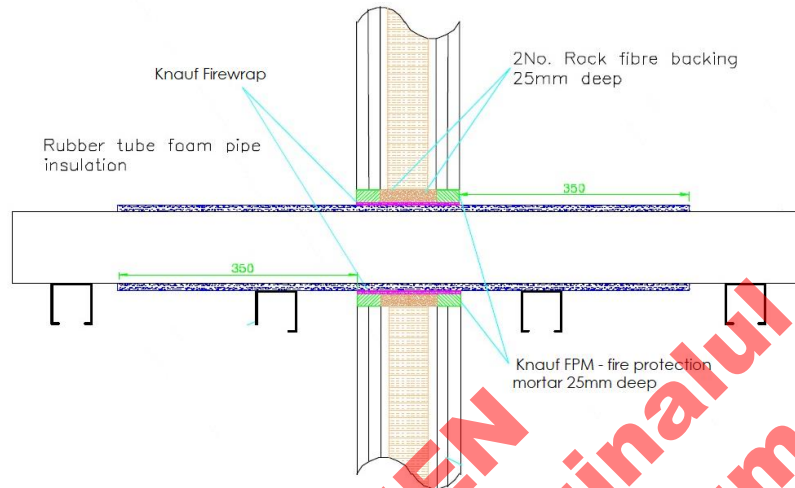 2No. Rock fibre backing
25mm deep
Knauf Firewrap
Rubber tube foam pipe
insulation
350
350
Knauf FPM - fire protection
mortar 25mm deep